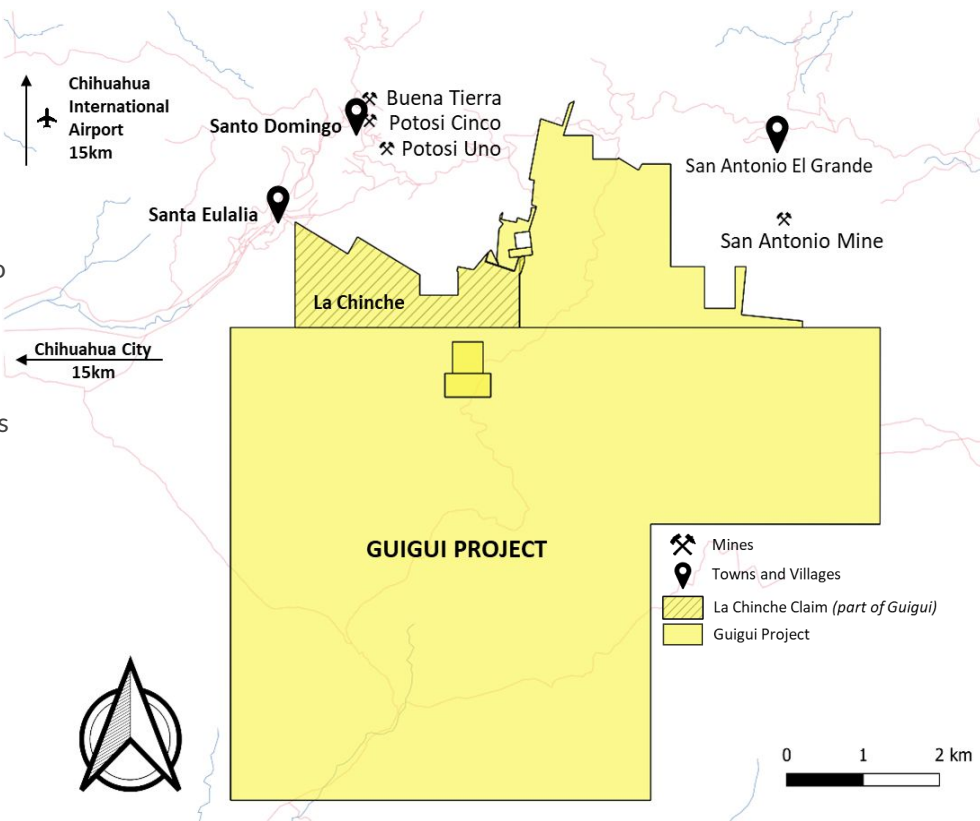 Chihuahua
International
Airport
15km
Buena Tierra
Santo Domingo
Potosi Cinco
Potosi Uno
San Antonio El Grande
Santa Eulalia
San Antonio Mine
o
La Chinche
Chihuahua City
15km
s
GUIGUI PROJECT
Mines
Towns and Villages
La Chinche Claim (part of Guigui)
Guigui Project
0 1 2 km